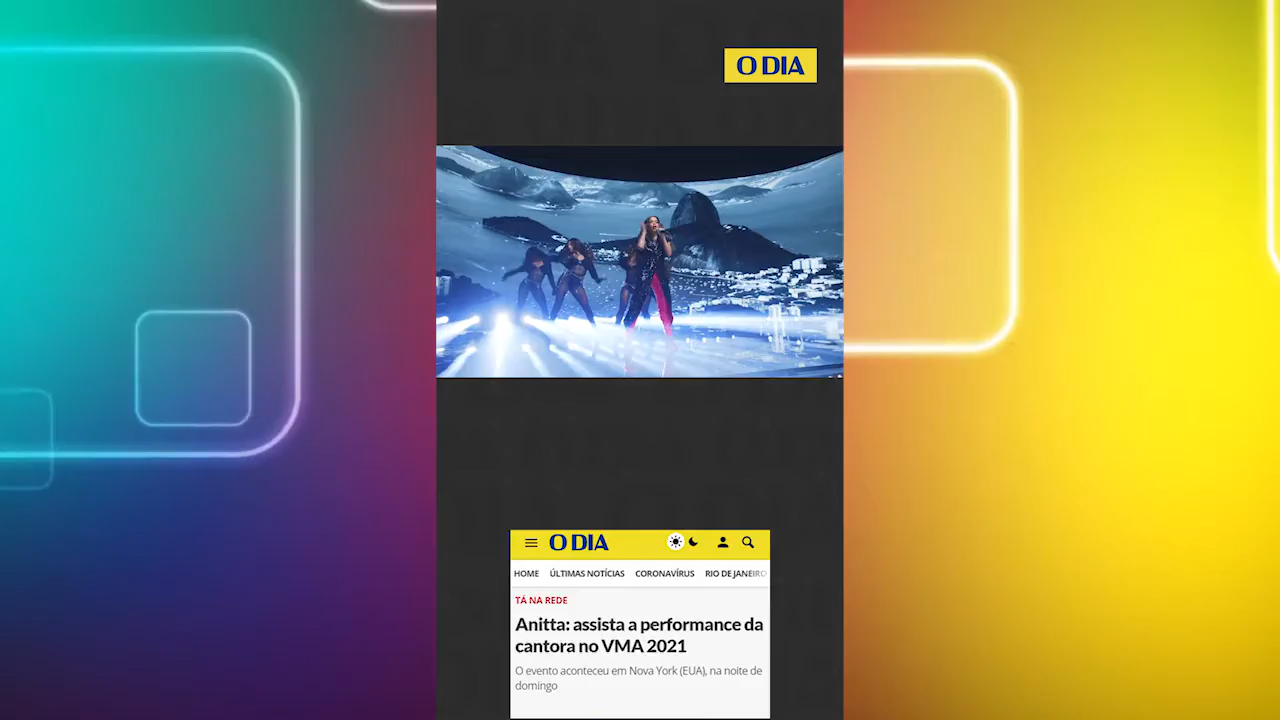 O DIA
O DIA
HOME ÚLTIMAS NOTÍCIAS CORONAVÍRUS RIO DE JANEIRO
TÁ NA REDE
Anitta: assista a performance da
cantora no VMA 2021
O evento aconteceu em Nova York (EUA), na noite de
domingo